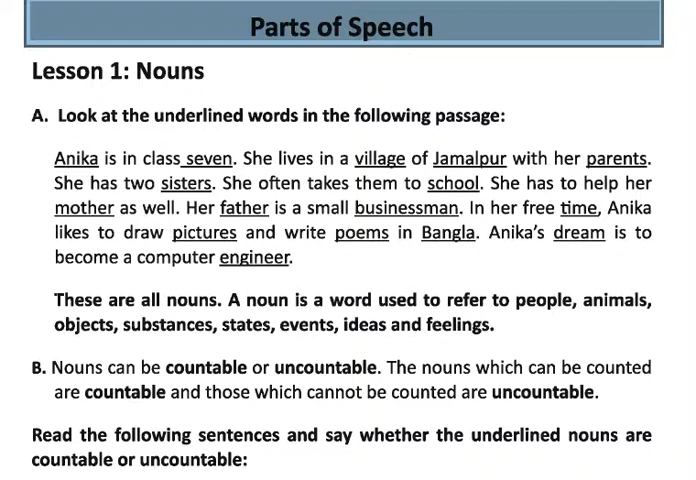 Parts of Speech
Lesson 1: Nouns
A. Look at the underlined words in the following passage:
Anika is in class seven. She lives in a village of Jamalpur with her parents.
She has two sisters. She often takes them to school. She has to help her
mother as well. Her father is a small businessman. In her free time, Anika
likes to draw pictures and write poems in Bangla. Anika's dream is to
become a computer engineer.
These are all nouns. A noun is a word used to refer to people, animals,
objects, substances, states, events, ideas and feelings.
B. Nouns can be countable or uncountable. The nouns which can be counted
are countable and those which cannot be counted are uncountable.
Read the following sentences and say whether the underlined nouns are
countable or uncountable: